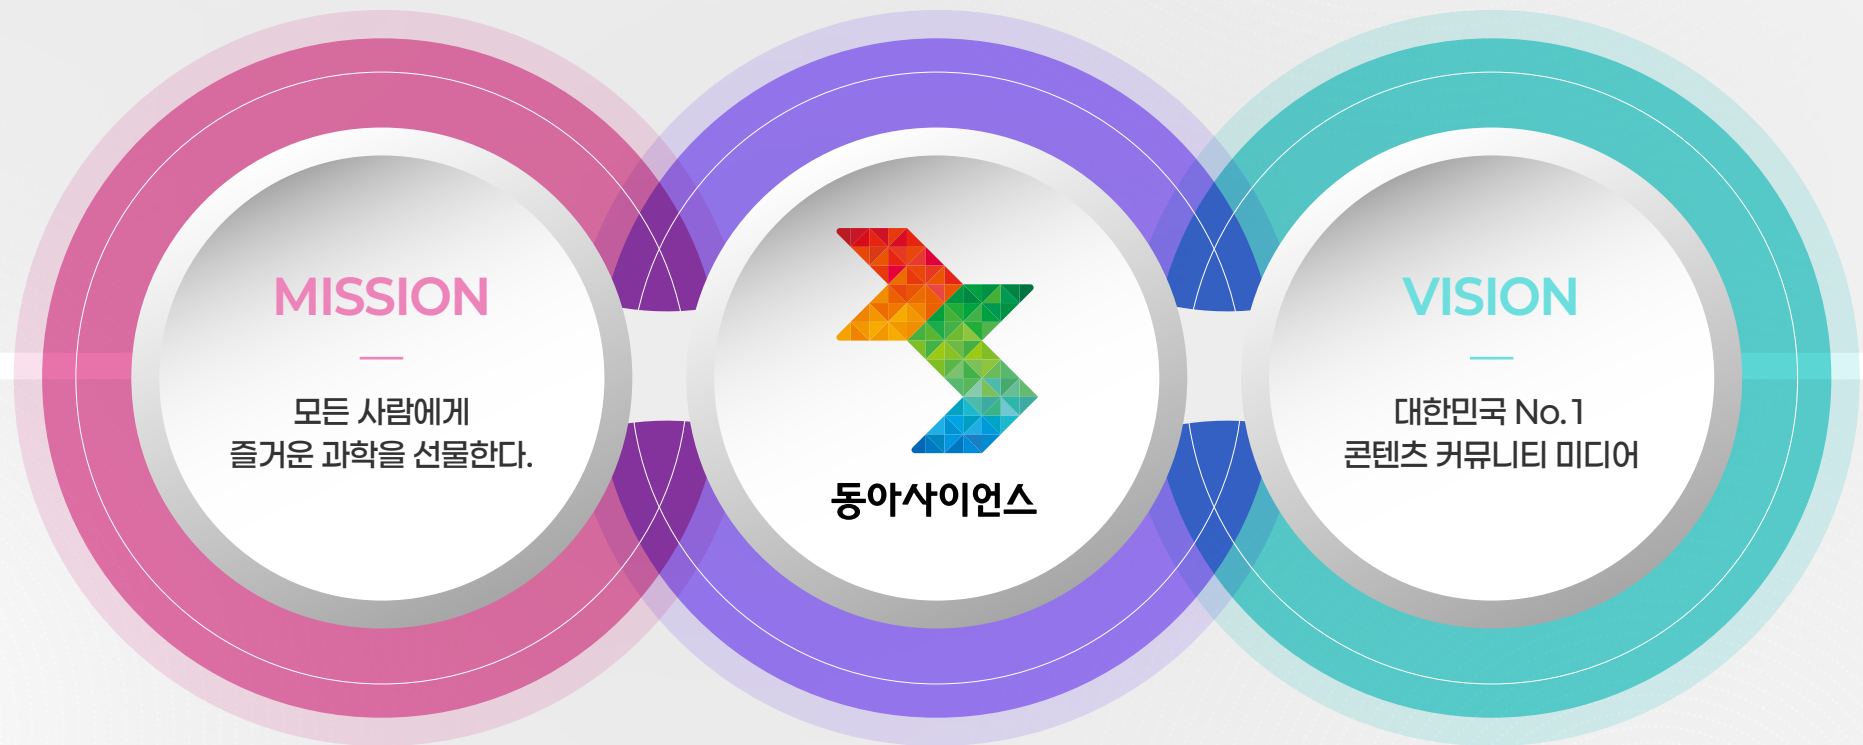 MISSION
모든 사람에게
즐거운 과학을 선물한다.
동아사이언스
VISION
대한민국 No.1
콘텐츠 커뮤니티 미디어